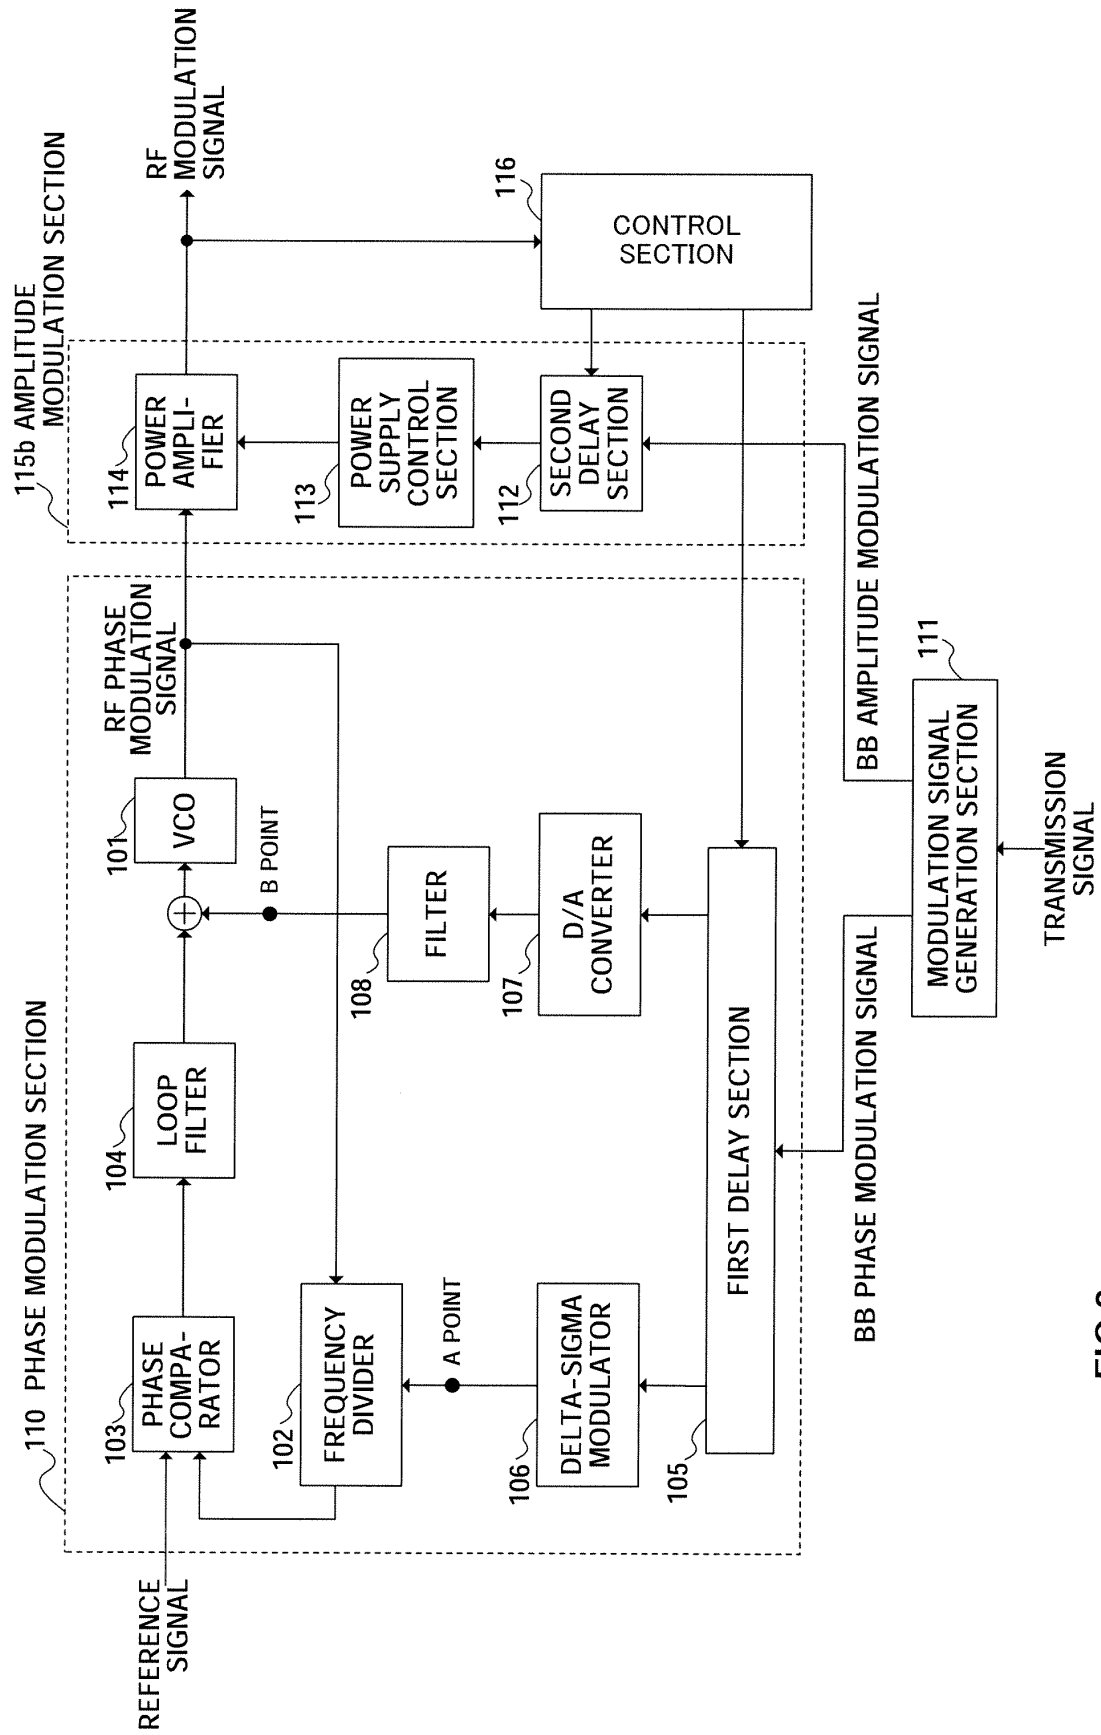 115b AMPLITUDE
MODULATION SECTION
110 PHASE MODULATION SECTION
REFERENCE
SIGNAL
103
PHASE
COMPA-
RATOR
104
LOOP
FILTER
101
VCO
RF PHASE
MODULATION
SIGNAL
114
POWER
AMPLI-
FIER
RF
MODULATION
SIGNAL
102
FREQUENCY
DIVIDER
B POINT
113
POWER
SUPPLY
CONTROL
SECTION
A POINT
108
FILTER
106
DELTA-SIGMA
MODULATOR
107
D/A
CONVERTER
112
SECOND
DELAY
SECTION
116
CONTROL
SECTION
105
FIRST DELAY SECTION
BB PHASE MODULATION SIGNAL
BB AMPLITUDE MODULATION SIGNAL
111
MODULATION SIGNAL
GENERATION SECTION
TRANSMISSION
SIGNAL